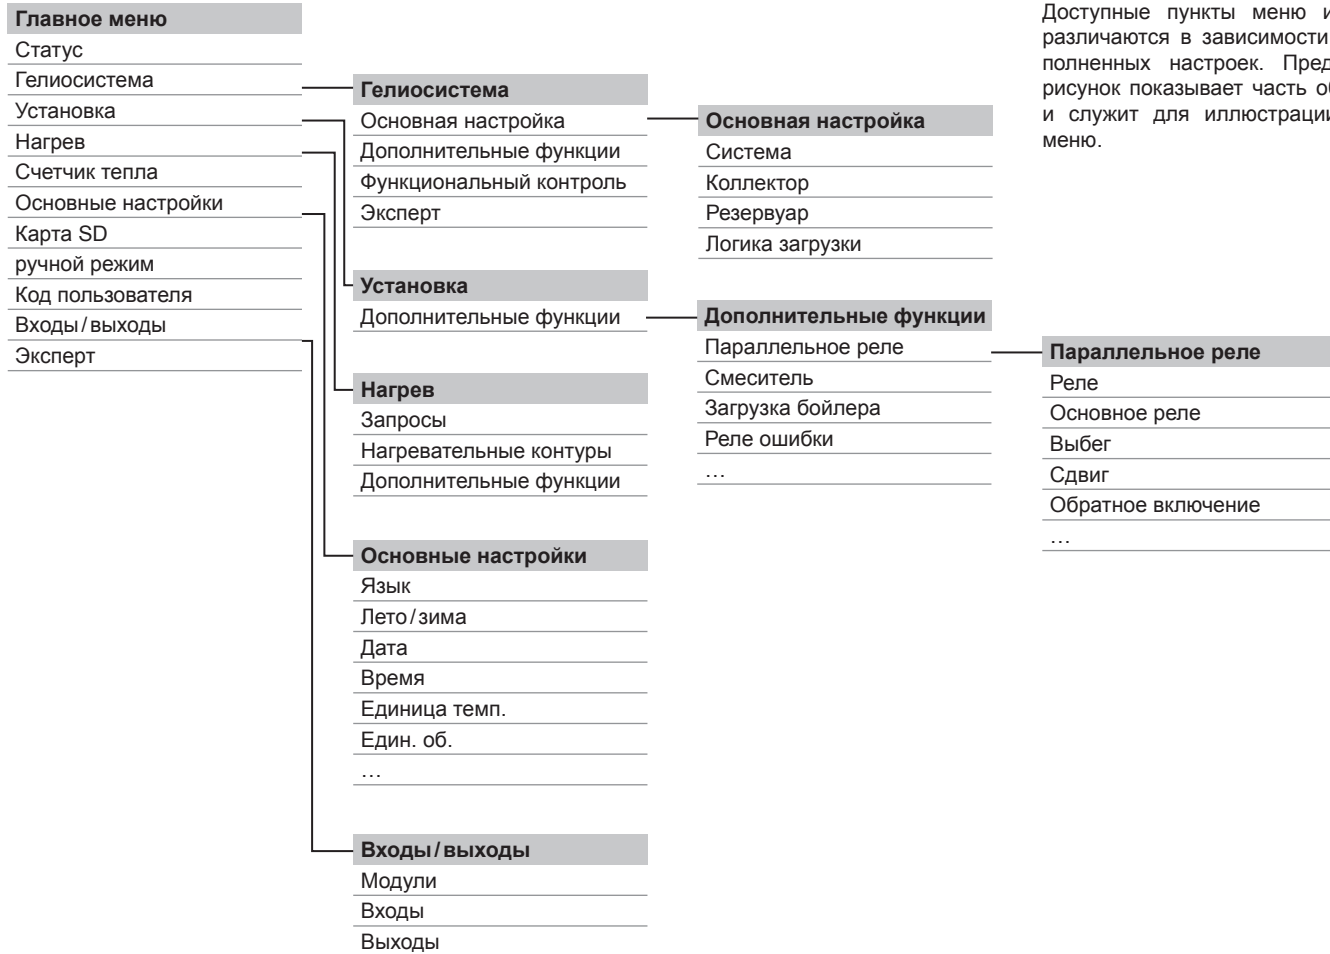 Главное меню
Статус
Гелиосистема
Установка
Нагрев
Счетчик тепла
Основные настройки
Карта SD
ручной режим
Код пользователя
Входы/выходы
Эксперт
Гелиосистема
Основная настройка
Дополнительные функции
Функциональный контроль
Эксперт
Установка
Дополнительные функции
Нагрев
Запросы
Нагревательные контуры
Дополнительные функции
Основные настройки
Язык
Лето/зима
Дата
Время
Единица темп.
Един. об.
…
Входы/выходы
Модули
Входы
Выходы
Основная настройка
Система
Коллектор
Резервуар
Логика загрузки
Дополнительные функции
Параллельное реле
Смеситель
Загрузка бойлера
Реле ошибки
…
Доступные пункты меню
различаются в зависимости
полненных настроек.
рисунок показывает часть
и служит для
меню.
Параллельное реле
Реле
Основное реле
Выбег
Сдвиг
Обратное включение
…